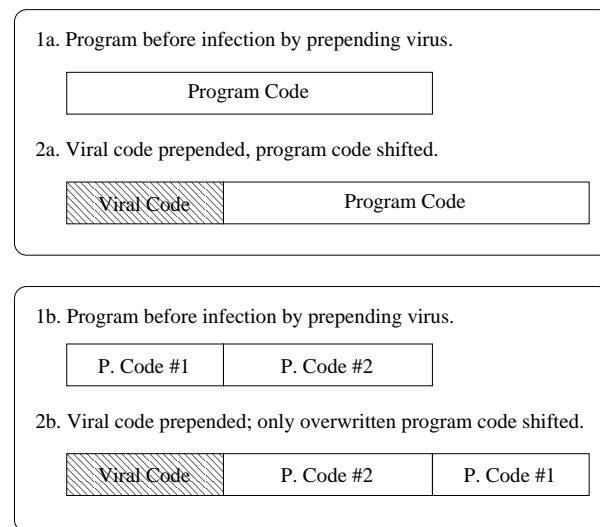 1a. Program before infection by prepending virus.
Program Code
2a. Viral code prepended, program code shifted.
Viral Code Program Code
1b. Program before infection by prepending virus.
P. Code #1 P. Code #2
2b. Viral code prepended; only overwritten program code shifted.
Viral Code P. Code #2 P. Code #1